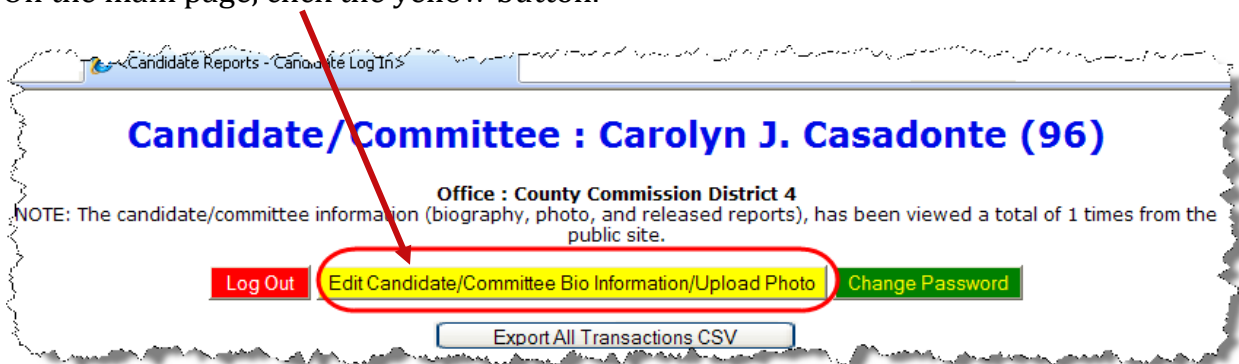 On the main page, click the yellow button.
Candidate Reports - Candidate Log In
Candidate/Committee : Carolyn J. Casadonte (96)
Office : County Commission District 4
NOTE: The candidate/committee information (biography, photo, and released reports), has been viewed a total of 1 times from the
public site.
Log Out Edit Candidate/Committee Bio Information/Upload Photo Change Password
Export All Transactions CSV